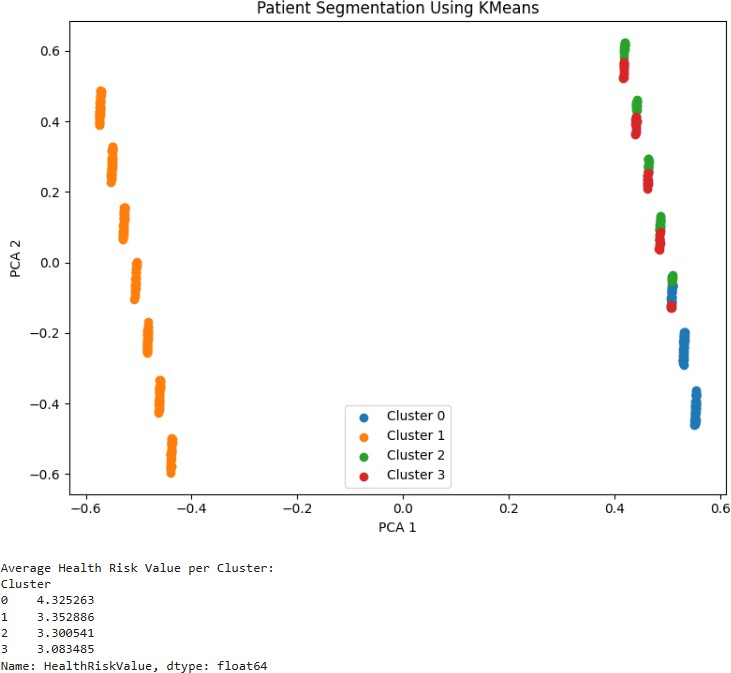 Patient Segmentation Using KMeans
0.6
0.4
0.2
0.0
−0.2
−0.4
−0.6
PCA 2
Cluster 0
Cluster 1
Cluster 2
Cluster 3
−0.6 −0.4 −0.2 0.0 0.2 0.4 0.6
PCA 1
Average Health Risk Value per Cluster:
Cluster
0 4.325263
1 3.352886
2 3.300541
3 3.083485
Name: HealthRiskValue, dtype: float64